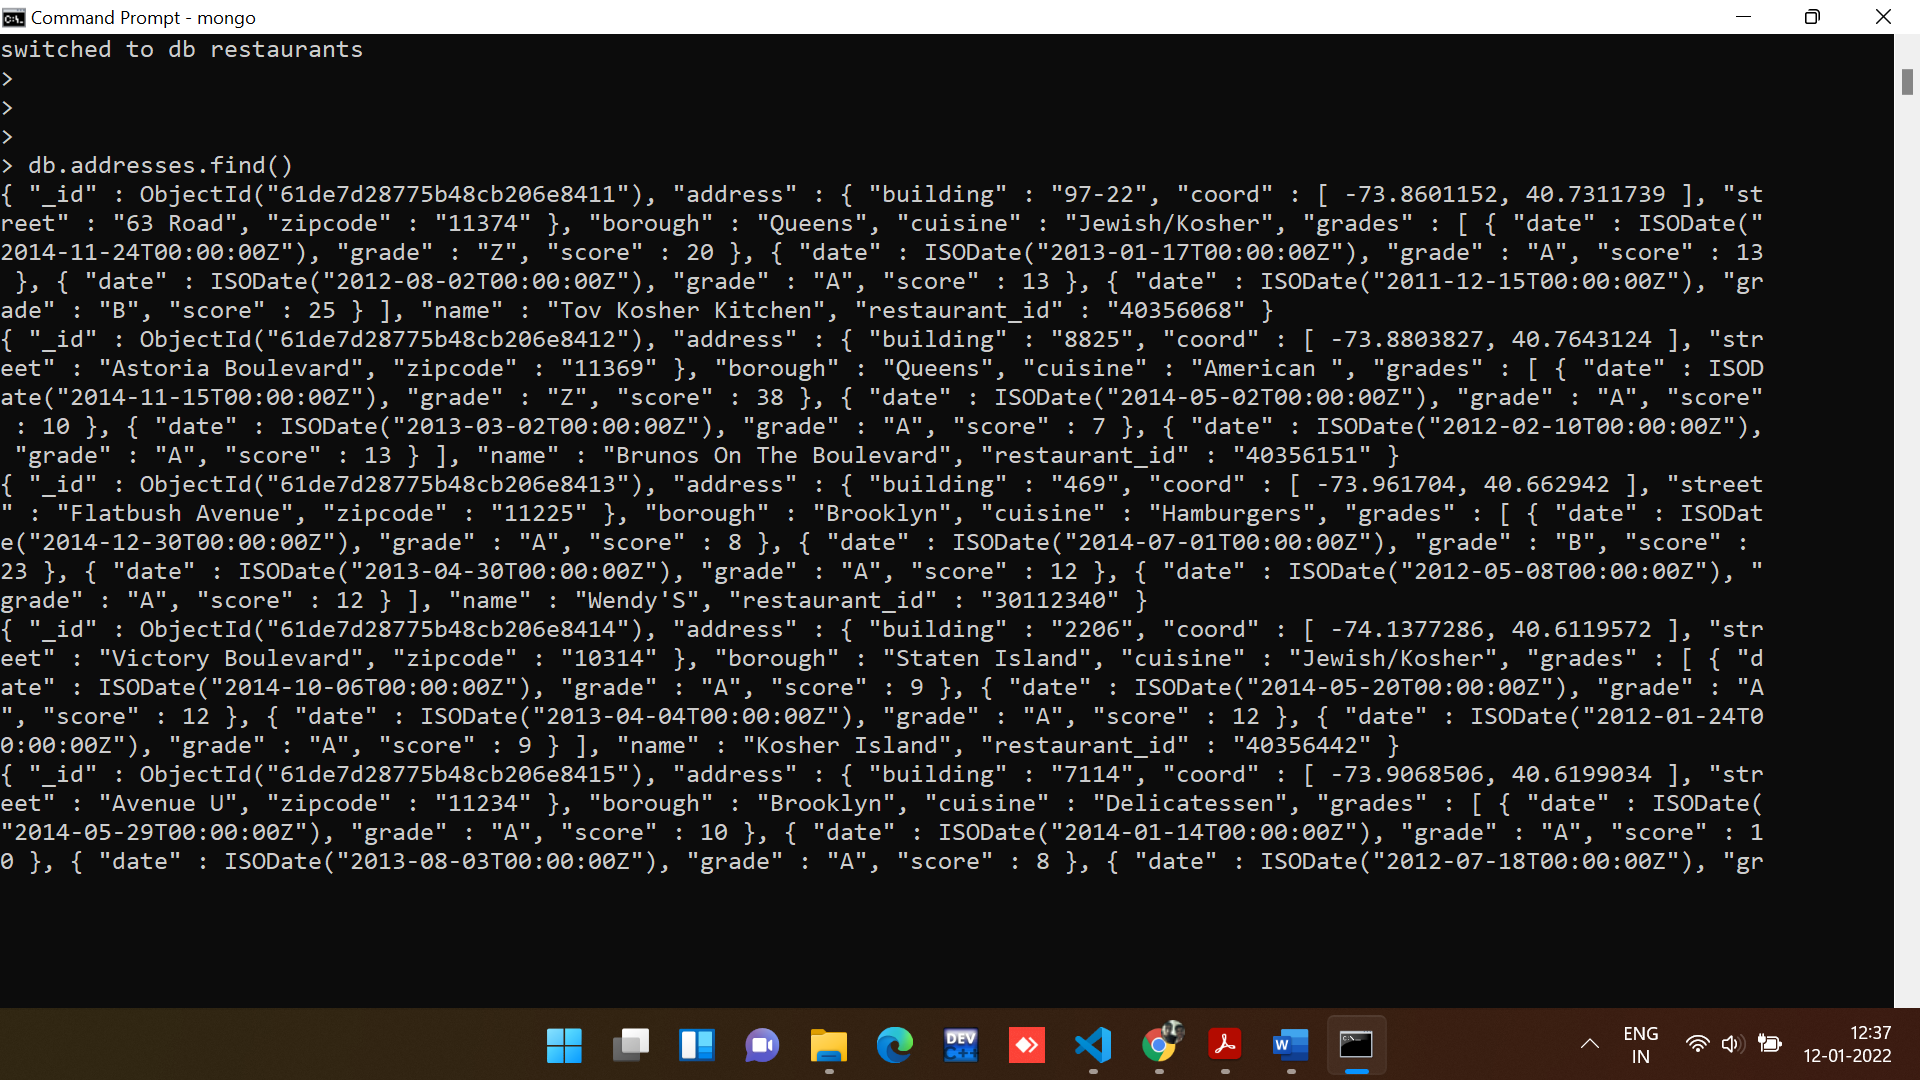 Command Prompt - mongo
switched to db restaurants
>
>
>
> db.addresses.find()
{ "_id" : ObjectId("61de7d28775b48cb206e8411"), "address" : { "building" : "97-22", "coord" : [ -73.8601152, 40.7311739 ], "st
reet" : "63 Road", "zipcode" : "11374" }, "borough" : "Queens", "cuisine" : "Jewish/Kosher", "grades" : [ { "date" : ISODate("
2014-11-24T00:00:00Z"), "grade" : "Z", "score" : 20 }, { "date" : ISODate("2013-01-17T00:00:00Z"), "grade" : "A", "score" : 13
 }, { "date" : ISODate("2012-08-02T00:00:00Z"), "grade" : "A", "score" : 13 }, { "date" : ISODate("2011-12-15T00:00:00Z"), "gr
ade" : "B", "score" : 25 } ], "name" : "Tov Kosher Kitchen", "restaurant_id" : "40356068" }
{ "_id" : ObjectId("61de7d28775b48cb206e8412"), "address" : { "building" : "8825", "coord" : [ -73.8803827, 40.7643124 ], "str
eet" : "Astoria Boulevard", "zipcode" : "11369" }, "borough" : "Queens", "cuisine" : "American ", "grades" : [ { "date" : ISOD
ate("2014-11-15T00:00:00Z"), "grade" : "Z", "score" : 38 }, { "date" : ISODate("2014-05-02T00:00:00Z"), "grade" : "A", "score"
 : 10 }, { "date" : ISODate("2013-03-02T00:00:00Z"), "grade" : "A", "score" : 7 }, { "date" : ISODate("2012-02-10T00:00:00Z"),
 "grade" : "A", "score" : 13 } ], "name" : "Brunos On The Boulevard", "restaurant_id" : "40356151" }
{ "_id" : ObjectId("61de7d28775b48cb206e8413"), "address" : { "building" : "469", "coord" : [ -73.961704, 40.662942 ], "street
" : "Flatbush Avenue", "zipcode" : "11225" }, "borough" : "Brooklyn", "cuisine" : "Hamburgers", "grades" : [ { "date" : ISODat
e("2014-12-30T00:00:00Z"), "grade" : "A", "score" : 8 }, { "date" : ISODate("2014-07-01T00:00:00Z"), "grade" : "B", "score" :
23 }, { "date" : ISODate("2013-04-30T00:00:00Z"), "grade" : "A", "score" : 12 }, { "date" : ISODate("2012-05-08T00:00:00Z"), "
grade" : "A", "score" : 12 } ], "name" : "Wendy'S", "restaurant_id" : "30112340" }
{ "_id" : ObjectId("61de7d28775b48cb206e8414"), "address" : { "building" : "2206", "coord" : [ -74.1377286, 40.6119572 ], "str
eet" : "Victory Boulevard", "zipcode" : "10314" }, "borough" : "Staten Island", "cuisine" : "Jewish/Kosher", "grades" : [ { "d
ate" : ISODate("2014-10-06T00:00:00Z"), "grade" : "A", "score" : 9 }, { "date" : ISODate("2014-05-20T00:00:00Z"), "grade" : "A
", "score" : 12 }, { "date" : ISODate("2013-04-04T00:00:00Z"), "grade" : "A", "score" : 12 }, { "date" : ISODate("2012-01-24T0
0:00:00Z"), "grade" : "A", "score" : 9 } ], "name" : "Kosher Island", "restaurant_id" : "40356442" }
{ "_id" : ObjectId("61de7d28775b48cb206e8415"), "address" : { "building" : "7114", "coord" : [ -73.9068506, 40.6199034 ], "str
eet" : "Avenue U", "zipcode" : "11234" }, "borough" : "Brooklyn", "cuisine" : "Delicatessen", "grades" : [ { "date" : ISODate(
"2014-05-29T00:00:00Z"), "grade" : "A", "score" : 10 }, { "date" : ISODate("2014-01-14T00:00:00Z"), "grade" : "A", "score" : 1
0 }, { "date" : ISODate("2013-08-03T00:00:00Z"), "grade" : "A", "score" : 8 }, { "date" : ISODate("2012-07-18T00:00:00Z"), "gr
DEV
C++
W
ENG
IN
12:37
12-01-2022